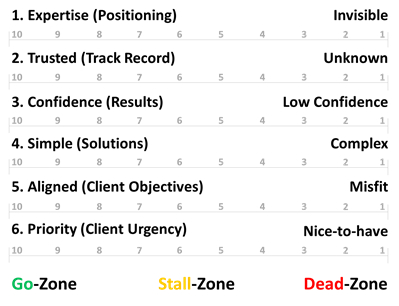 1. Expertise (Positioning) Invisible
10 9 8 7 6 5 4 3 2 1
2. Trusted (Track Record) Unknown
10 9 8 7 6 5 4 3 2 1
3. Confidence (Results) Low Confidence
10 9 8 7 6 5 4 3 2 1
4. Simple (Solutions) Complex
10 9 8 7 6 5 4 3 2 1
5. Aligned (Client Objectives) Misfit
10 9 8 7 6 5 4 3 2 1
6. Priority (Client Urgency) Nice-to-have
10 9 8 7 6 5 4 3 2 1
Go-Zone Stall-Zone Dead-Zone